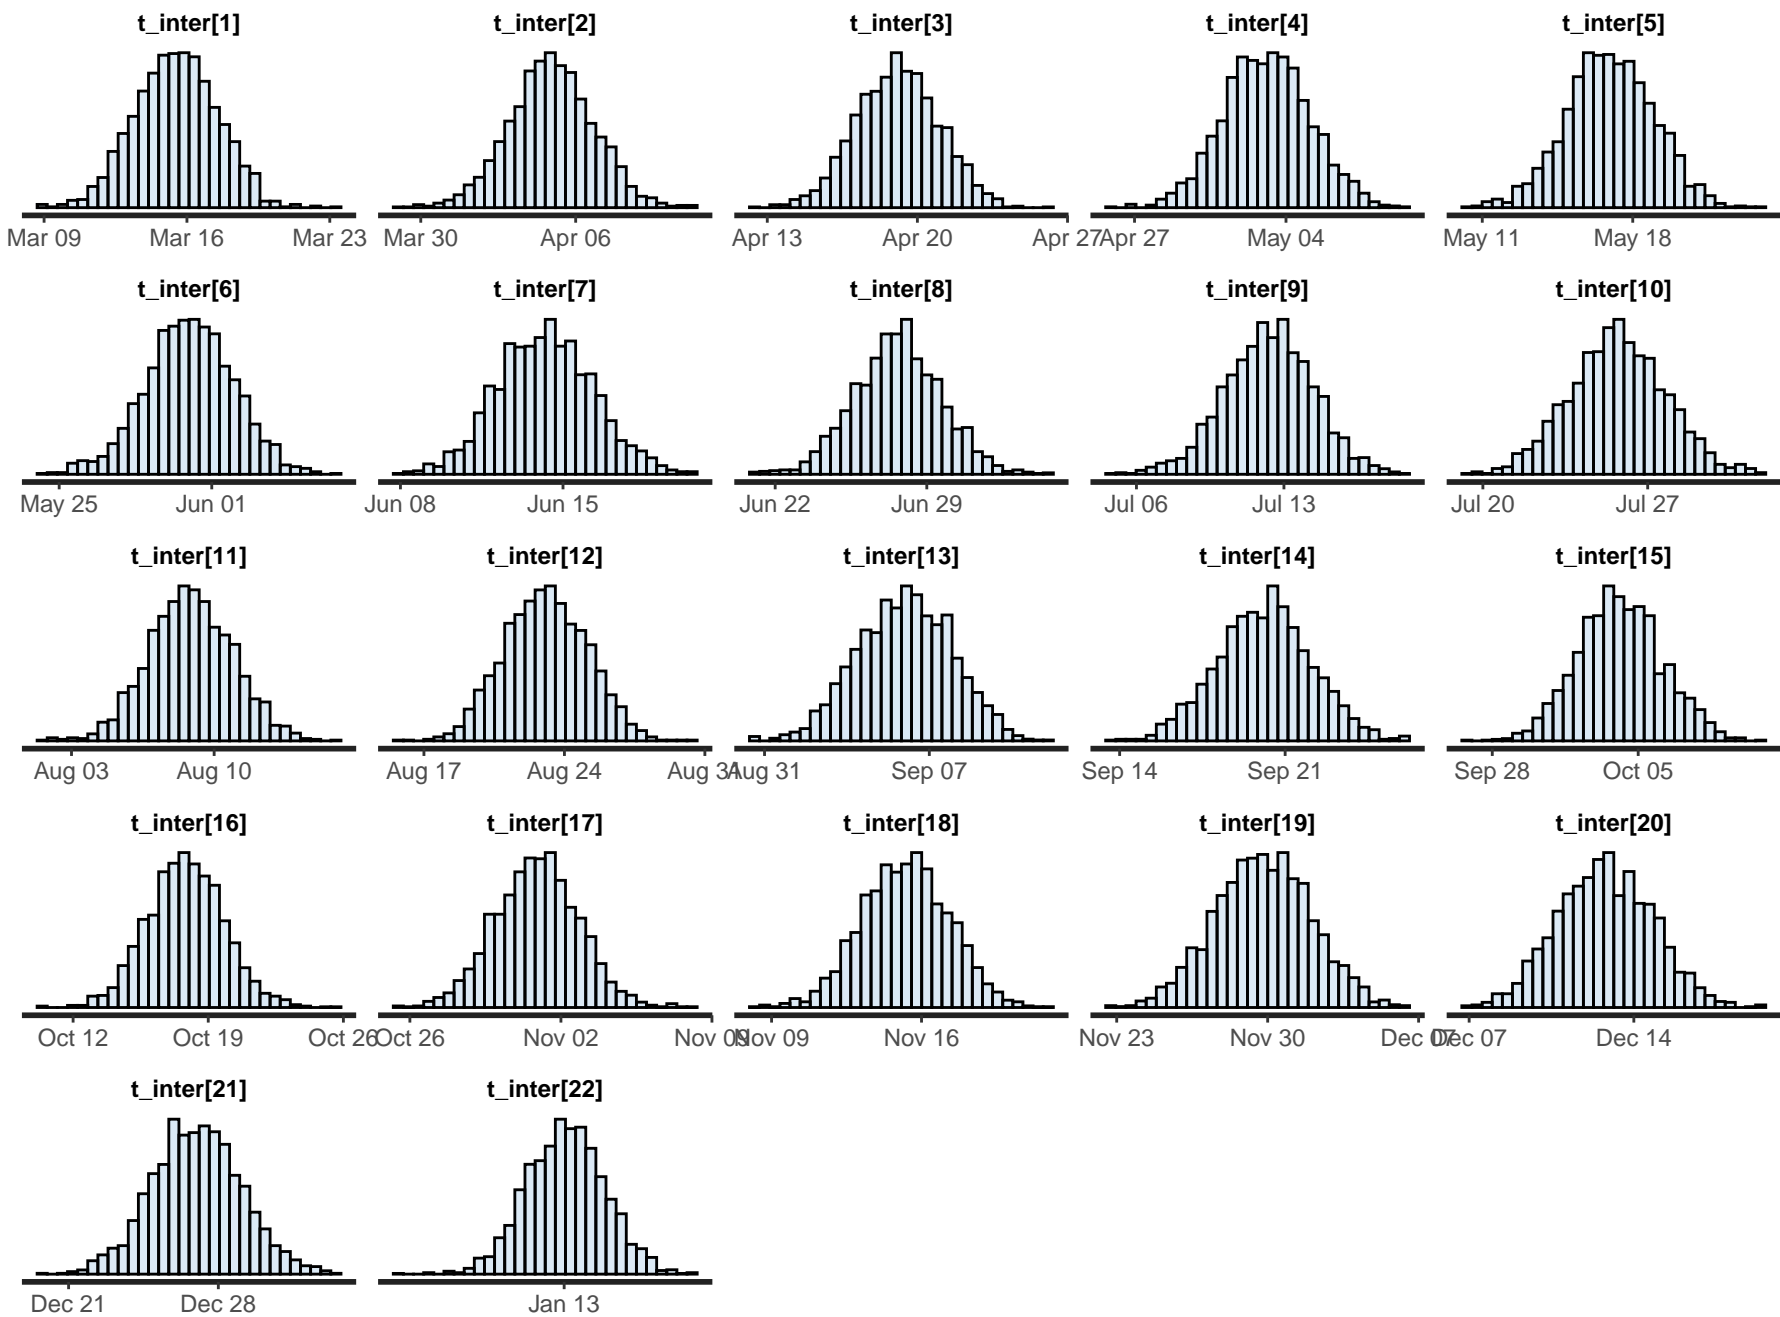 t_inter[1] t_inter[2] t_inter[3] t_inter[4] t_inter[5]
Mar 09 Mar 16 Mar 23 Mar 30 Apr 06 Apr 13 Apr 20 Apr 27 Apr 27 May 04 May 11 May 18
t_inter[6] t_inter[7] t_inter[8] t_inter[9] t_inter[10]
May 25 Jun 01 Jun 08 Jun 15 Jun 22 Jun 29 Jul 06 Jul 13 Jul 20 Jul 27
t_inter[11] t_inter[12] t_inter[13] t_inter[14] t_inter[15]
Aug 03 Aug 10 Aug 17 Aug 24 Aug 31 Aug 31 Sep 07 Sep 14 Sep 21 Sep 28 Oct 05
t_inter[16] t_inter[17] t_inter[18] t_inter[19] t_inter[20]
Oct 12 Oct 19 Oct 26 Oct 26 Nov 02 Nov 09 Nov 09 Nov 16 Nov 23 Nov 30 Dec 07 Dec 07 Dec 14
t_inter[21] t_inter[22]
Dec 21 Dec 28 Jan 13